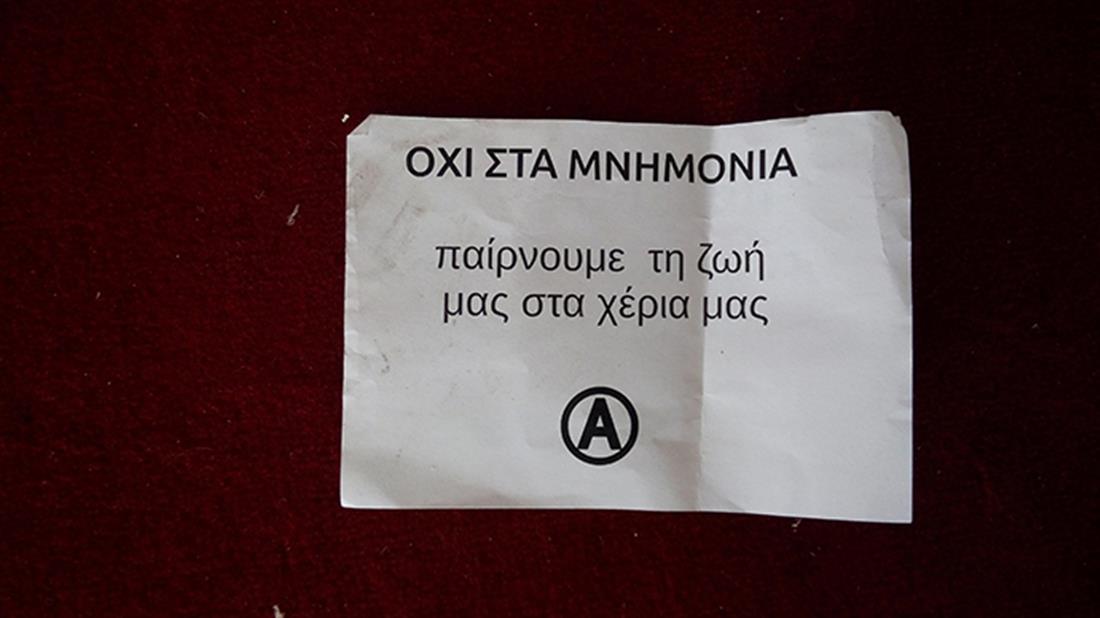 ΟΧΙ ΣΤΑ ΜΝΗΜΟΝΙΑ
παίρνουμε τη ζωή
μας στα χέρια μας
A